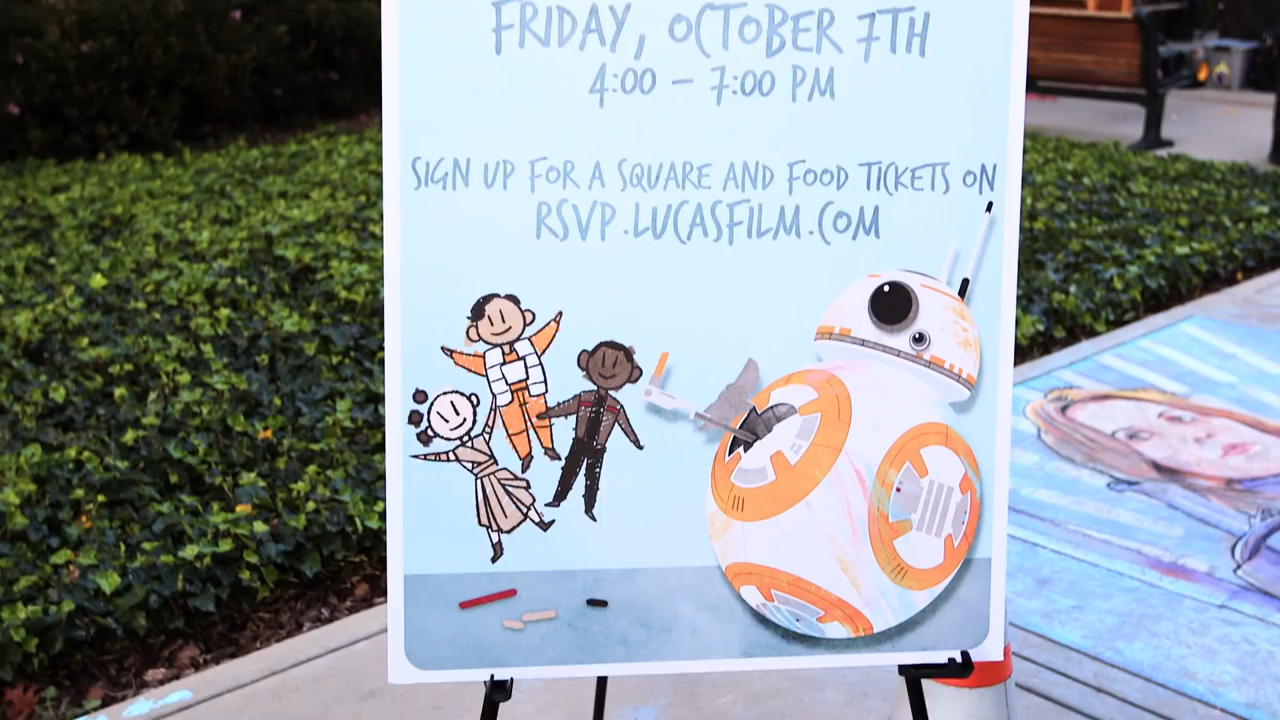 FRIDAY, OCTOBER 7TH
4:00 – 7:00 PM
SIGN UP FOR A SQUARE AND FOOD TICKETS ON
RSVP.LUCASFILM.COM